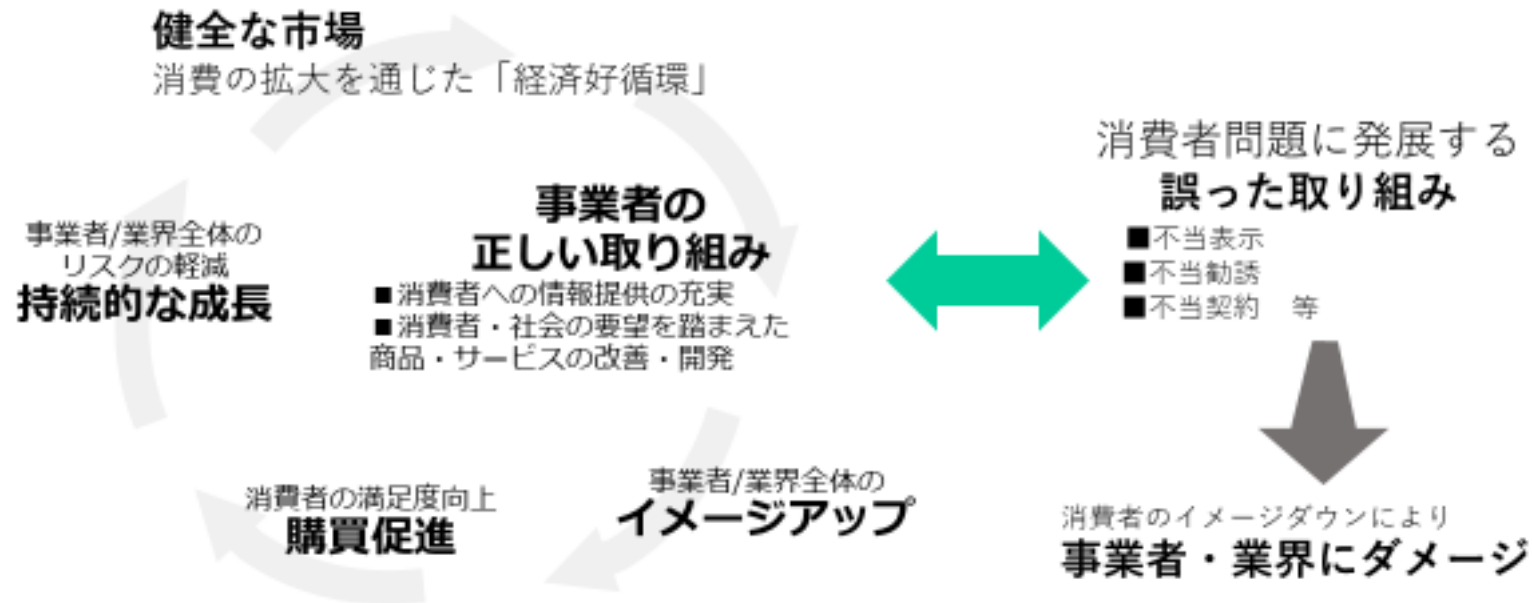 健全な市場
消費の拡大を通じた「経済好循環」
事業者の
正しい取り組み
■消費者への情報提供の充実
■消費者・社会の要望を踏まえた
商品・サービスの改善・開発
事業者/業界全体の
イメージアップ
消費者の満足度向上
購買促進
事業者/業界全体の
リスクの軽減
持続的な成長
消費者問題に発展する
誤った取り組み
■不当表示
■不当勧誘
■不当契約　等
消費者のイメージダウンにより
事業者・業界にダメージ